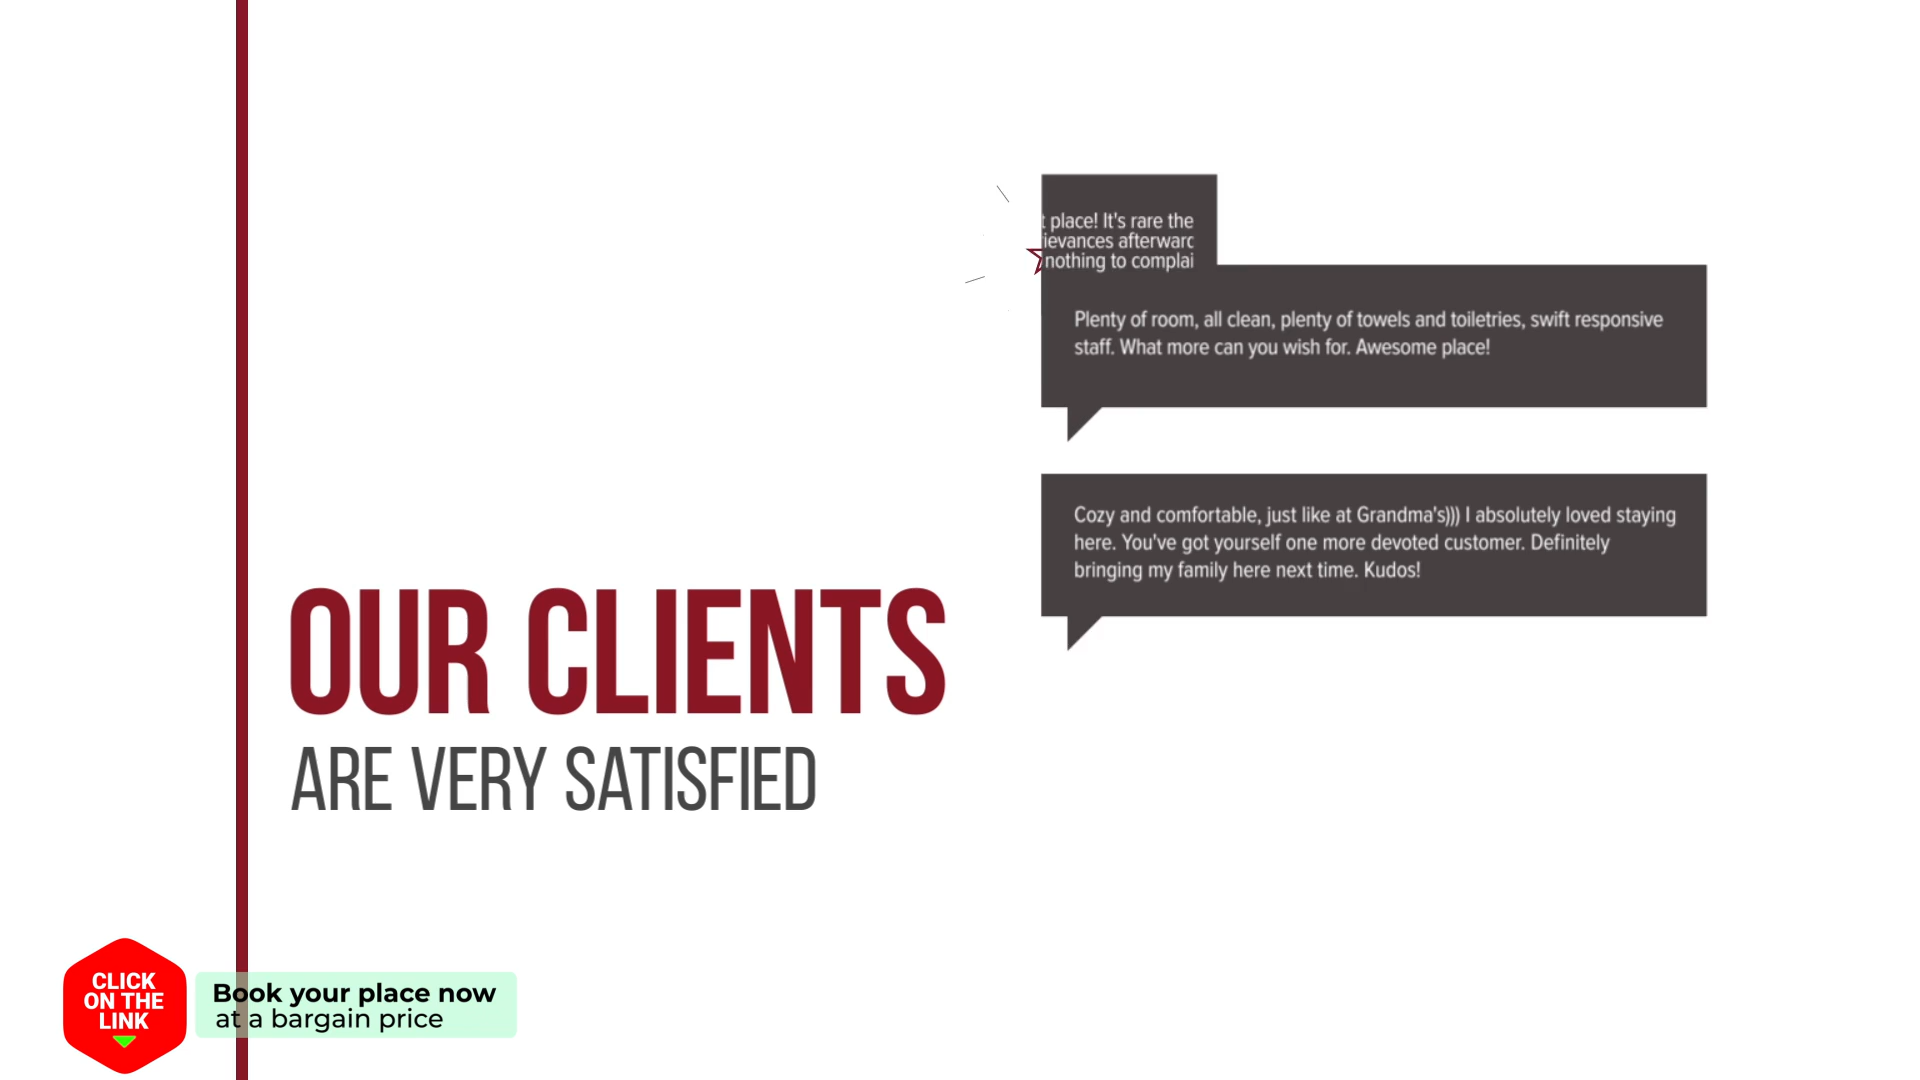 place! It's rare the
nothing to
Plenty of room, all clean, plenty of towels and toiletries, swift responsive
staff. What more can you wish for. Awesome place!
Cozy and comfortable, just like at Grandma's))) I absolutely loved staying
here. You've got yourself one more devoted customer. Definitely
bringing my family here next time. Kudos!
OUR CLIENTS
ARE VERY SATISFIED
CLICK
ON THE
LINK
Book your place now
at a bargain price